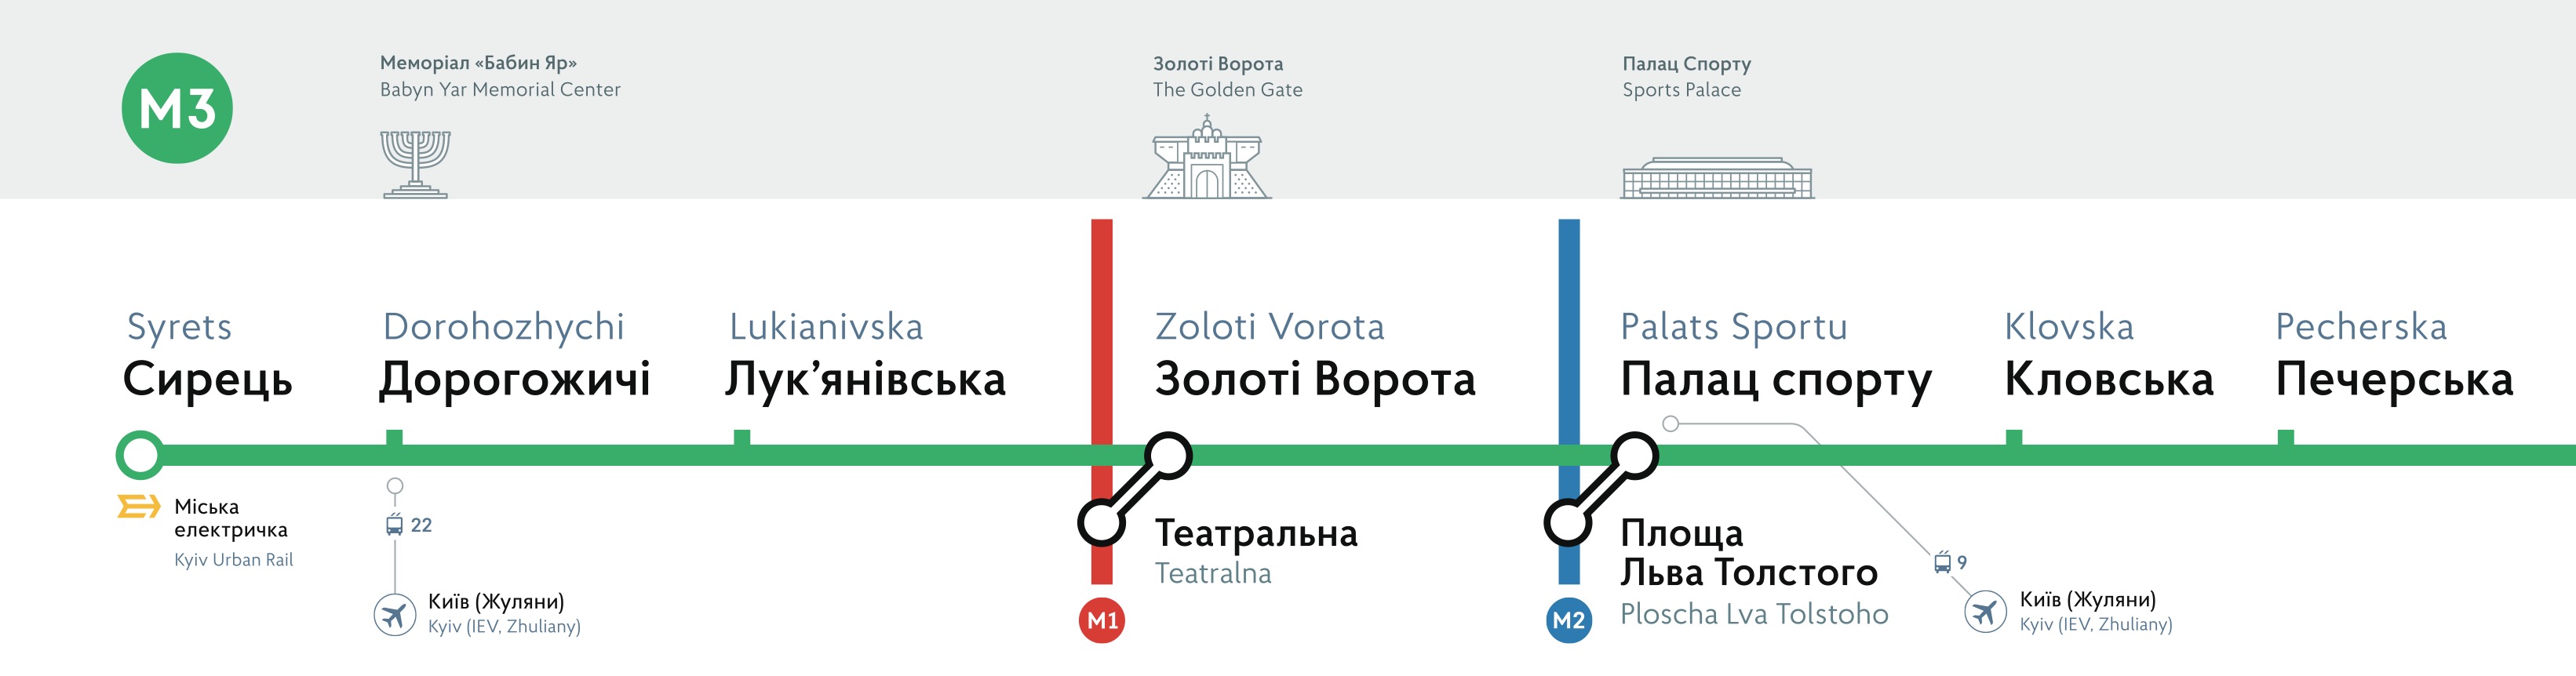 M3
Меморіал «Бабин Яр»
Babyn Yar Memorial Center
Золоті Ворота
The Golden Gate
Палац Спорту
Sports Palace
Syrets
Сирець
Dorohozhychi
Дорогожичі
Lukianivska
Лук’янівська
Zoloti Vorota
Золоті Ворота
Palats Sportu
Палац спорту
Klovska
Кловська
Pecherska
Печерська
Міська
електричка
Kyiv Urban Rail
22
Київ (Жуляни)
Kyiv (IEV, Zhuliany)
Театральна
Teatralna
M1
Площа
Льва Толстого
Ploscha Lva Tolstoho
M2
9
Київ (Жуляни)
Kyiv (IEV, Zhuliany)